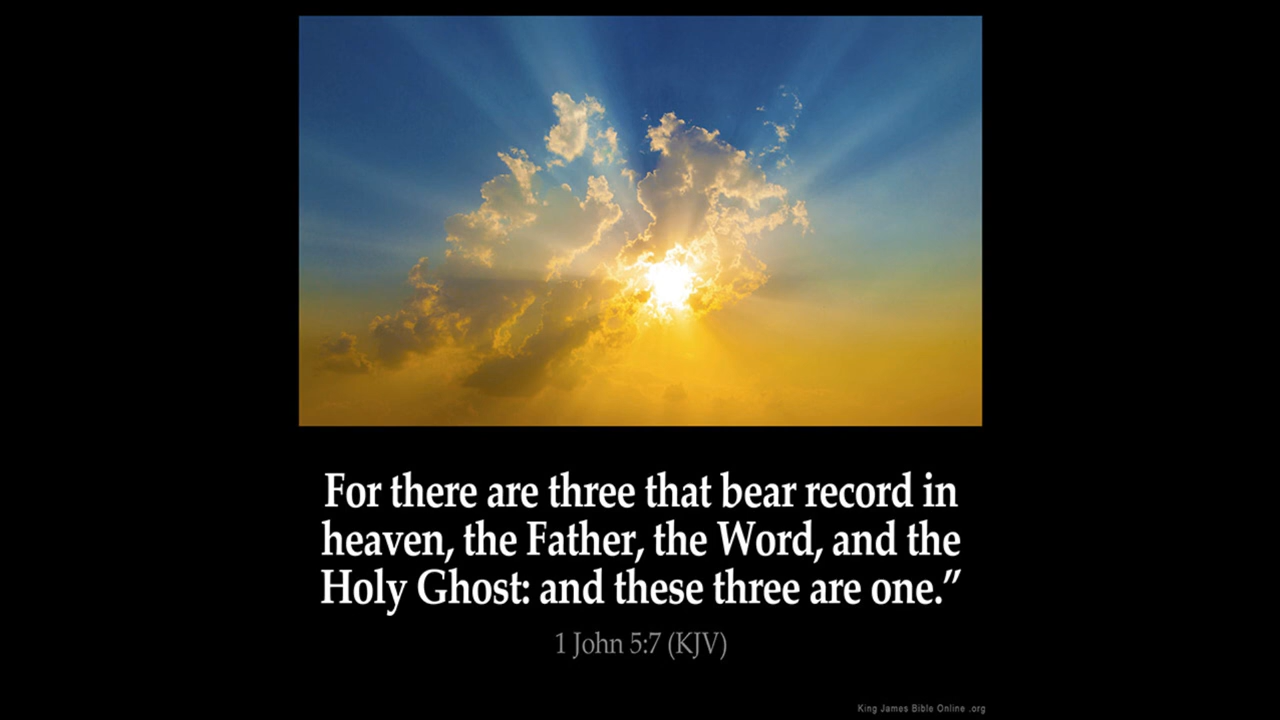 For there are three that bear record in
heaven, the Father, the Word, and the
Holy Ghost: and these three are one.”
1 John 5:7 (KJV)
King James Bible Online .org